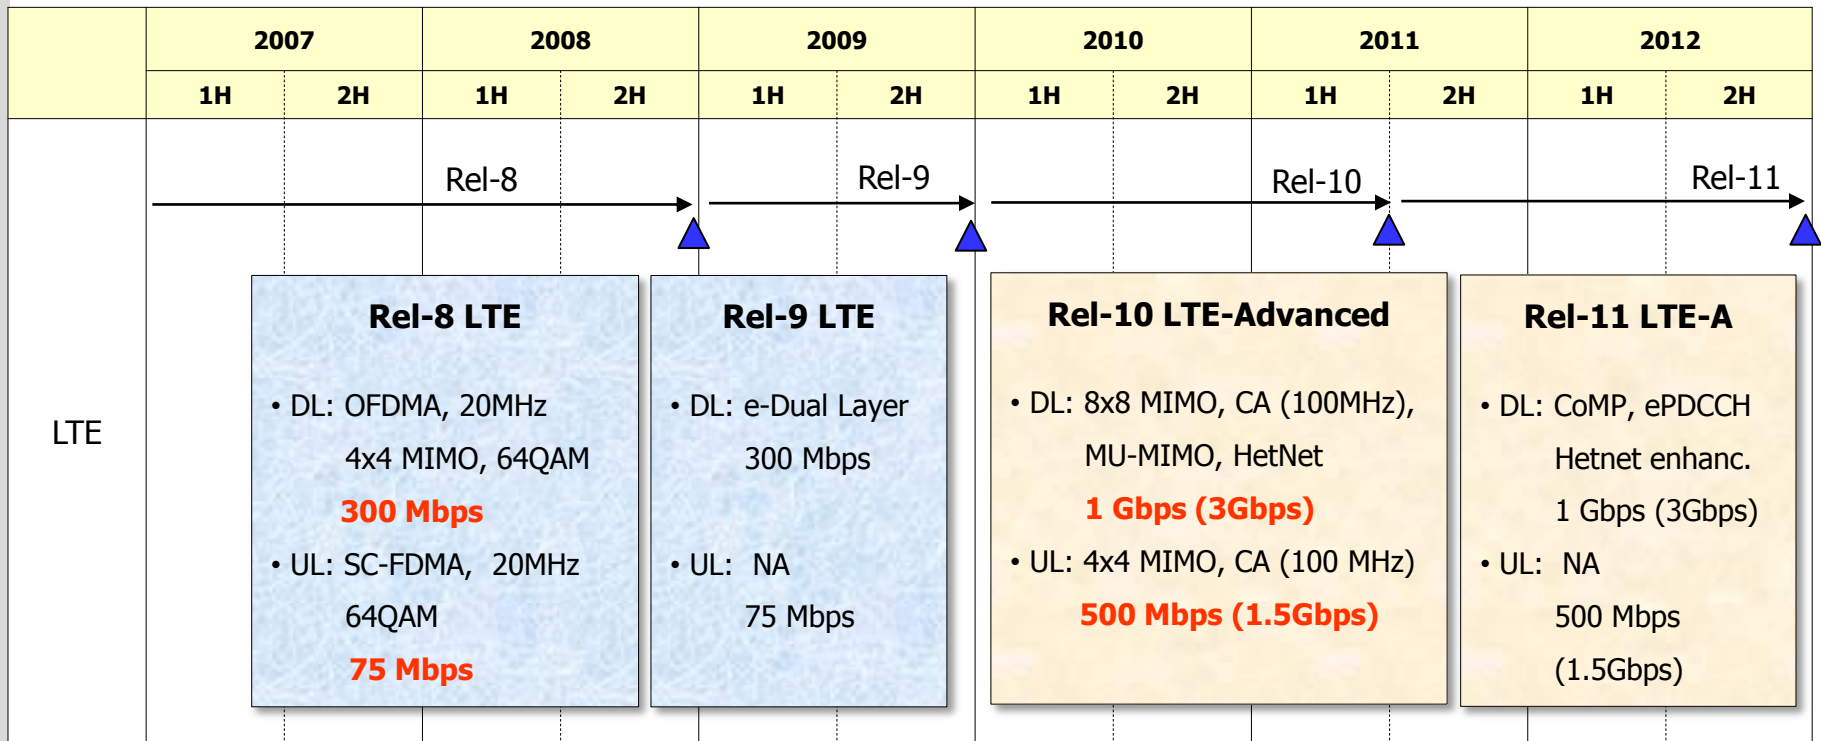 2007 2008 2009 2010 2011 2012
1H 2H 1H 2H 1H 2H 1H 2H 1H 2H 1H 2H
LTE
Rel-8
Rel-9
Rel-10
Rel-11
Rel-8 LTE
• DL: OFDMA, 20MHz
4x4 MIMO, 64QAM
300 Mbps
• UL: SC-FDMA, 20MHz
64QAM
75 Mbps
Rel-9 LTE
• DL: e-Dual Layer
300 Mbps
• UL: NA
75 Mbps
Rel-10 LTE-Advanced
• DL: 8x8 MIMO, CA (100MHz),
MU-MIMO, HetNet
1 Gbps (3Gbps)
• UL: 4x4 MIMO, CA (100 MHz)
500 Mbps (1.5Gbps)
Rel-11 LTE-A
• DL: CoMP, ePDCCH
Hetnet enhanc.
1 Gbps (3Gbps)
• UL: NA
500 Mbps
(1.5Gbps)